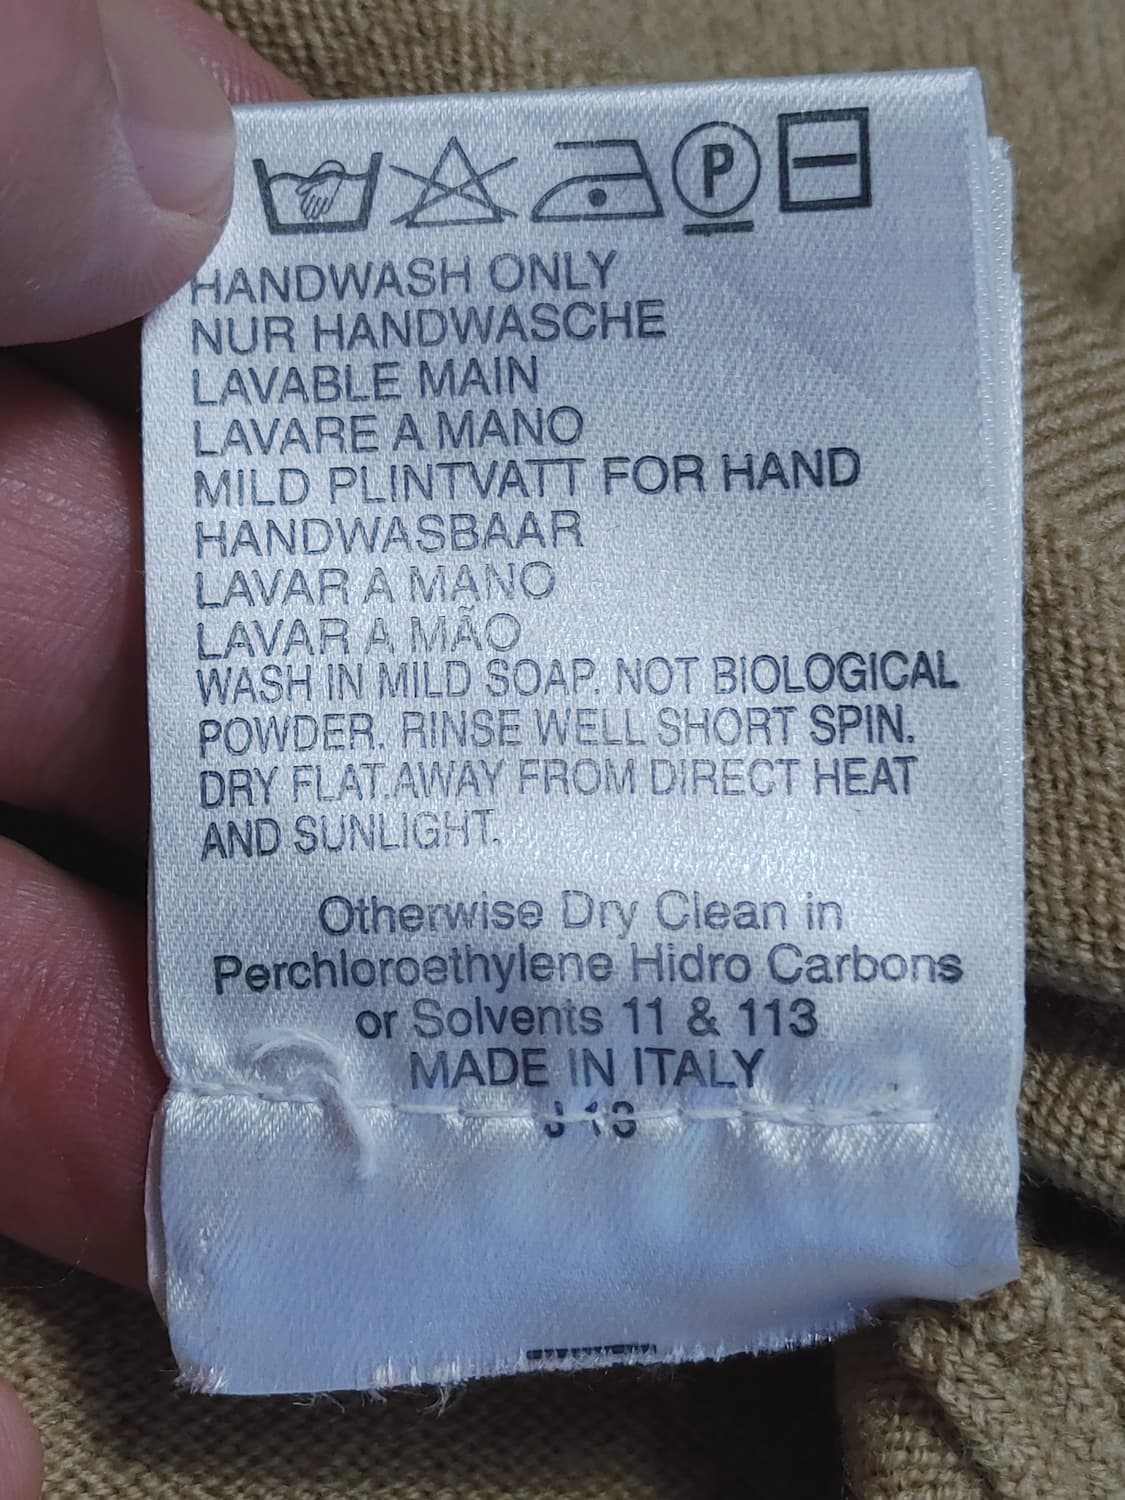 P
HANDWASH ONLY
NUR HANDWASCHE
LAVABLE MAIN
LAVARE A MANO
MILD PLINTVATT FOR HAND
HANDWASBAAR
LAVAR A MANO
LAVAR A MÃO
WASH IN MILD SOAP. NOT BIOLOGICAL
POWDER. RINSE WELL SHORT SPIN.
DRY FLAT.AWAY FROM DIRECT HEAT
AND SUNLIGHT.
Otherwise Dry Clean in
Perchloroethylene Hidro Carbons
or Solvents 11 & 113
MADE IN ITALY